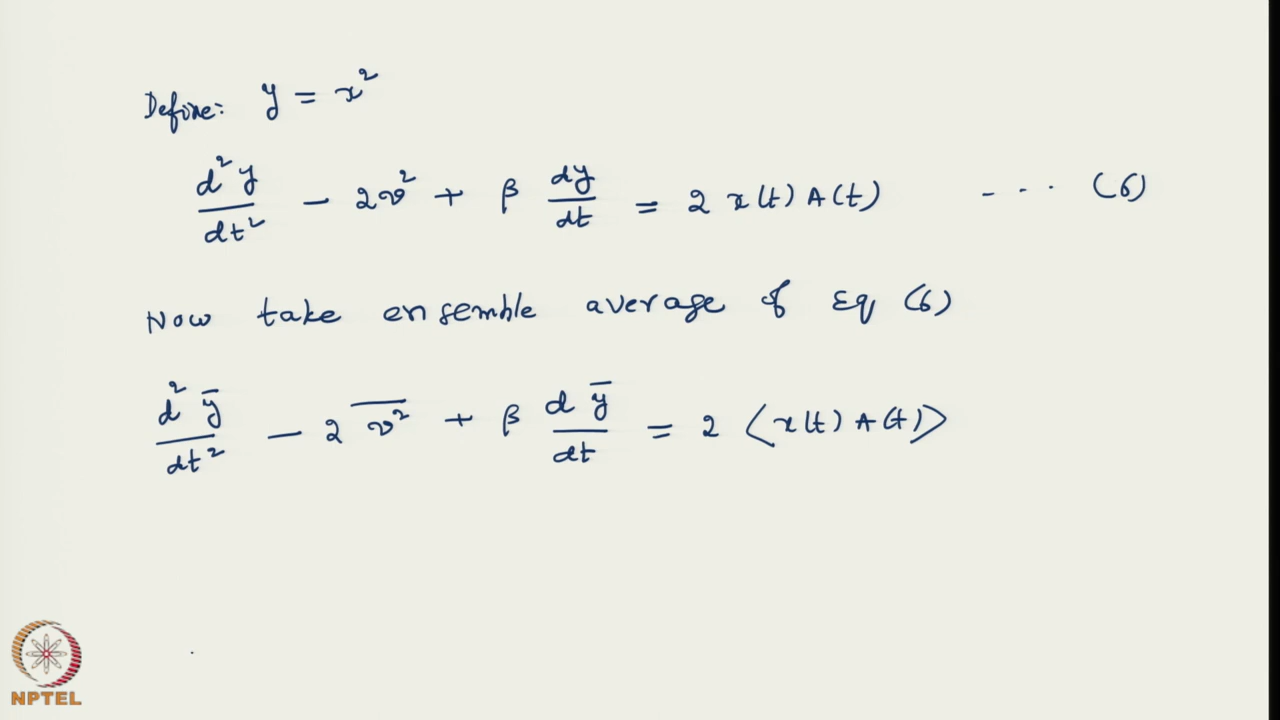 Define: y = x²
d²y/dt² - 2v² + β dy/dt = 2 x(t) A(t) --- (6)
Now take ensemble average of Eq (6)
d²ȳ/dt² - 2 v̅²̅ + β dȳ/dt = 2 ⟨x(t) A(t)⟩
NPTEL